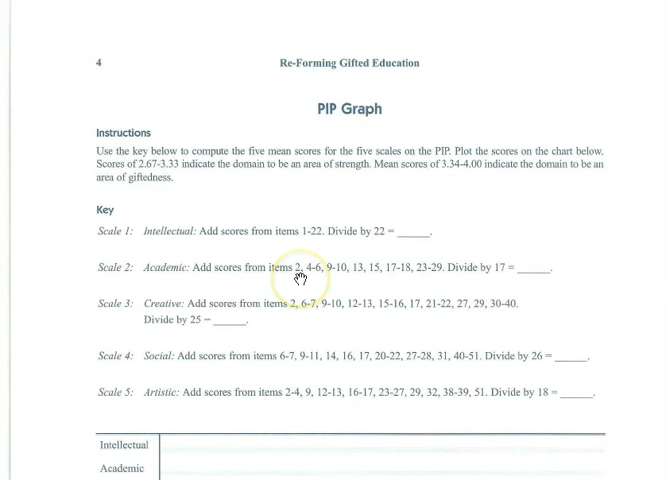 4
Re-Forming Gifted Education
PIP Graph
Instructions
Use the key below to compute the five mean scores for the five scales on the PIP. Plot the scores on the chart below.
Scores of 2.67-3.33 indicate the domain to be an area of strength. Mean scores of 3.34-4.00 indicate the domain to be an
area of giftedness.
Key
Scale 1: Intellectual: Add scores from items 1-22. Divide by 22 = ______.
Scale 2: Academic: Add scores from items 2, 4-6, 9-10, 13, 15, 17-18, 23-29. Divide by 17 = ______.
Scale 3: Creative: Add scores from items 2, 6-7, 9-10, 12-13, 15-16, 17, 21-22, 27, 29, 30-40.
Divide by 25 = ______.
Scale 4: Social: Add scores from items 6-7, 9-11, 14, 16, 17, 20-22, 27-28, 31, 40-51. Divide by 26 = ______.
Scale 5: Artistic: Add scores from items 2-4, 9, 12-13, 16-17, 23-27, 29, 32, 38-39, 51. Divide by 18 = ______.
Intellectual
Academic